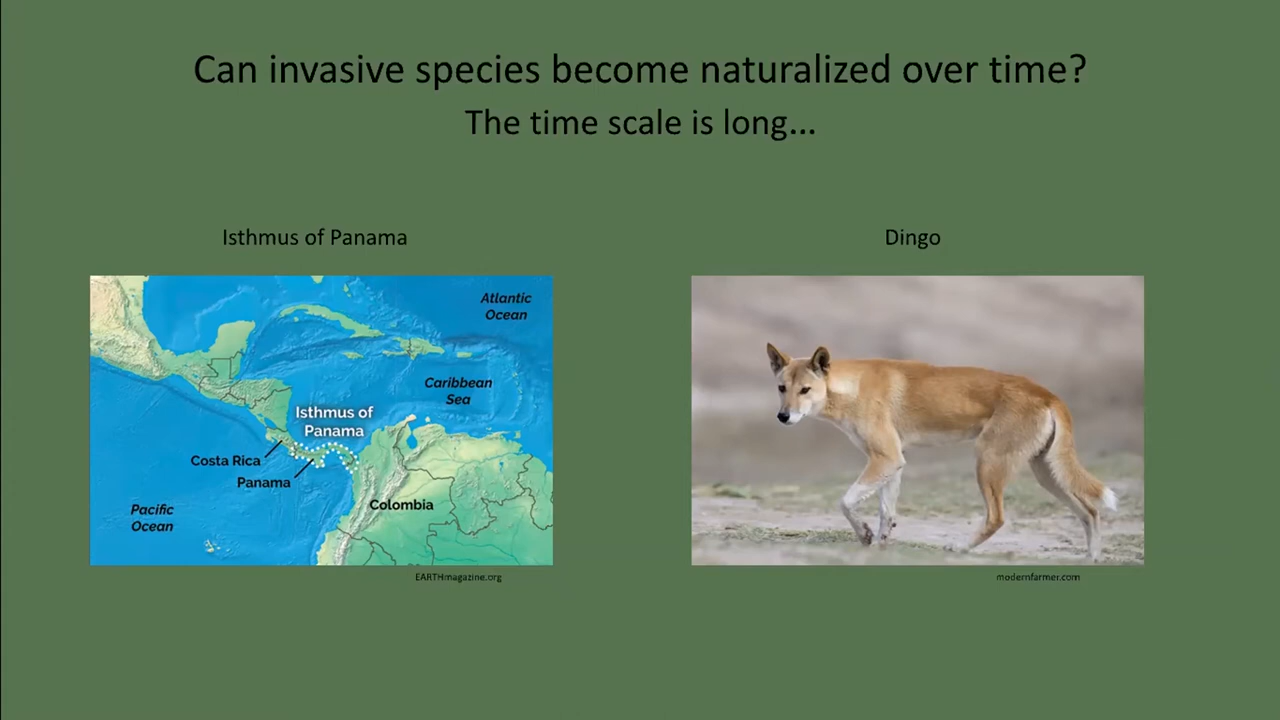 Can invasive species become naturalized over time?
The time scale is long...
Isthmus of Panama
Dingo
Atlantic
Ocean
Caribbean
Sea
Isthmus of
Panama
Costa Rica
Panama
Colombia
Pacific
Ocean
EARTHmagazine.org
modernfarmer.com